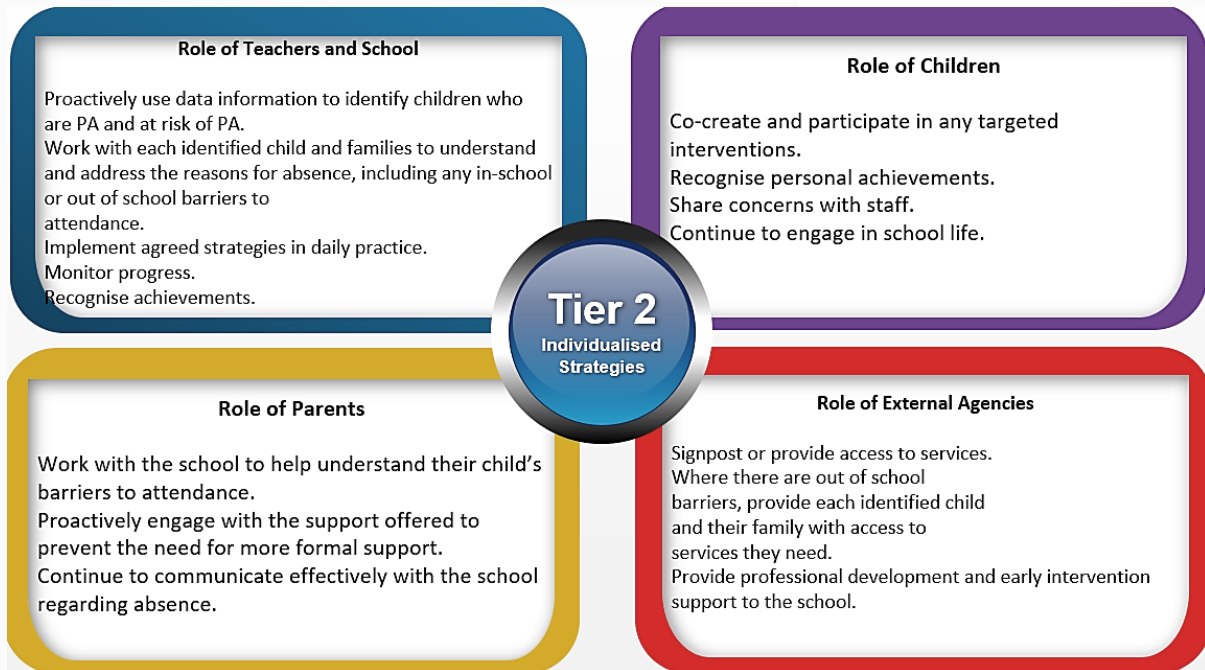 Role of Teachers and School
Proactively use data information to identify children who
are PA and at risk of PA.
Work with each identified child and families to understand
and address the reasons for absence, including any in-school
or out of school barriers to
attendance.
Implement agreed strategies in daily practice.
Monitor progress.
Recognise achievements.
Role of Children
Co-create and participate in any targeted
interventions.
Recognise personal achievements.
Share concerns with staff.
Continue to engage in school life.
Tier 2
Individualised
Strategies
Role of Parents
Work with the school to help understand their child’s
barriers to attendance.
Proactively engage with the support offered to
prevent the need for more formal support.
Continue to communicate effectively with the school
regarding absence.
Role of External Agencies
Signpost or provide access to services.
Where there are out of school
barriers, provide each identified child
and their family with access to
services they need.
Provide professional development and early intervention
support to the school.